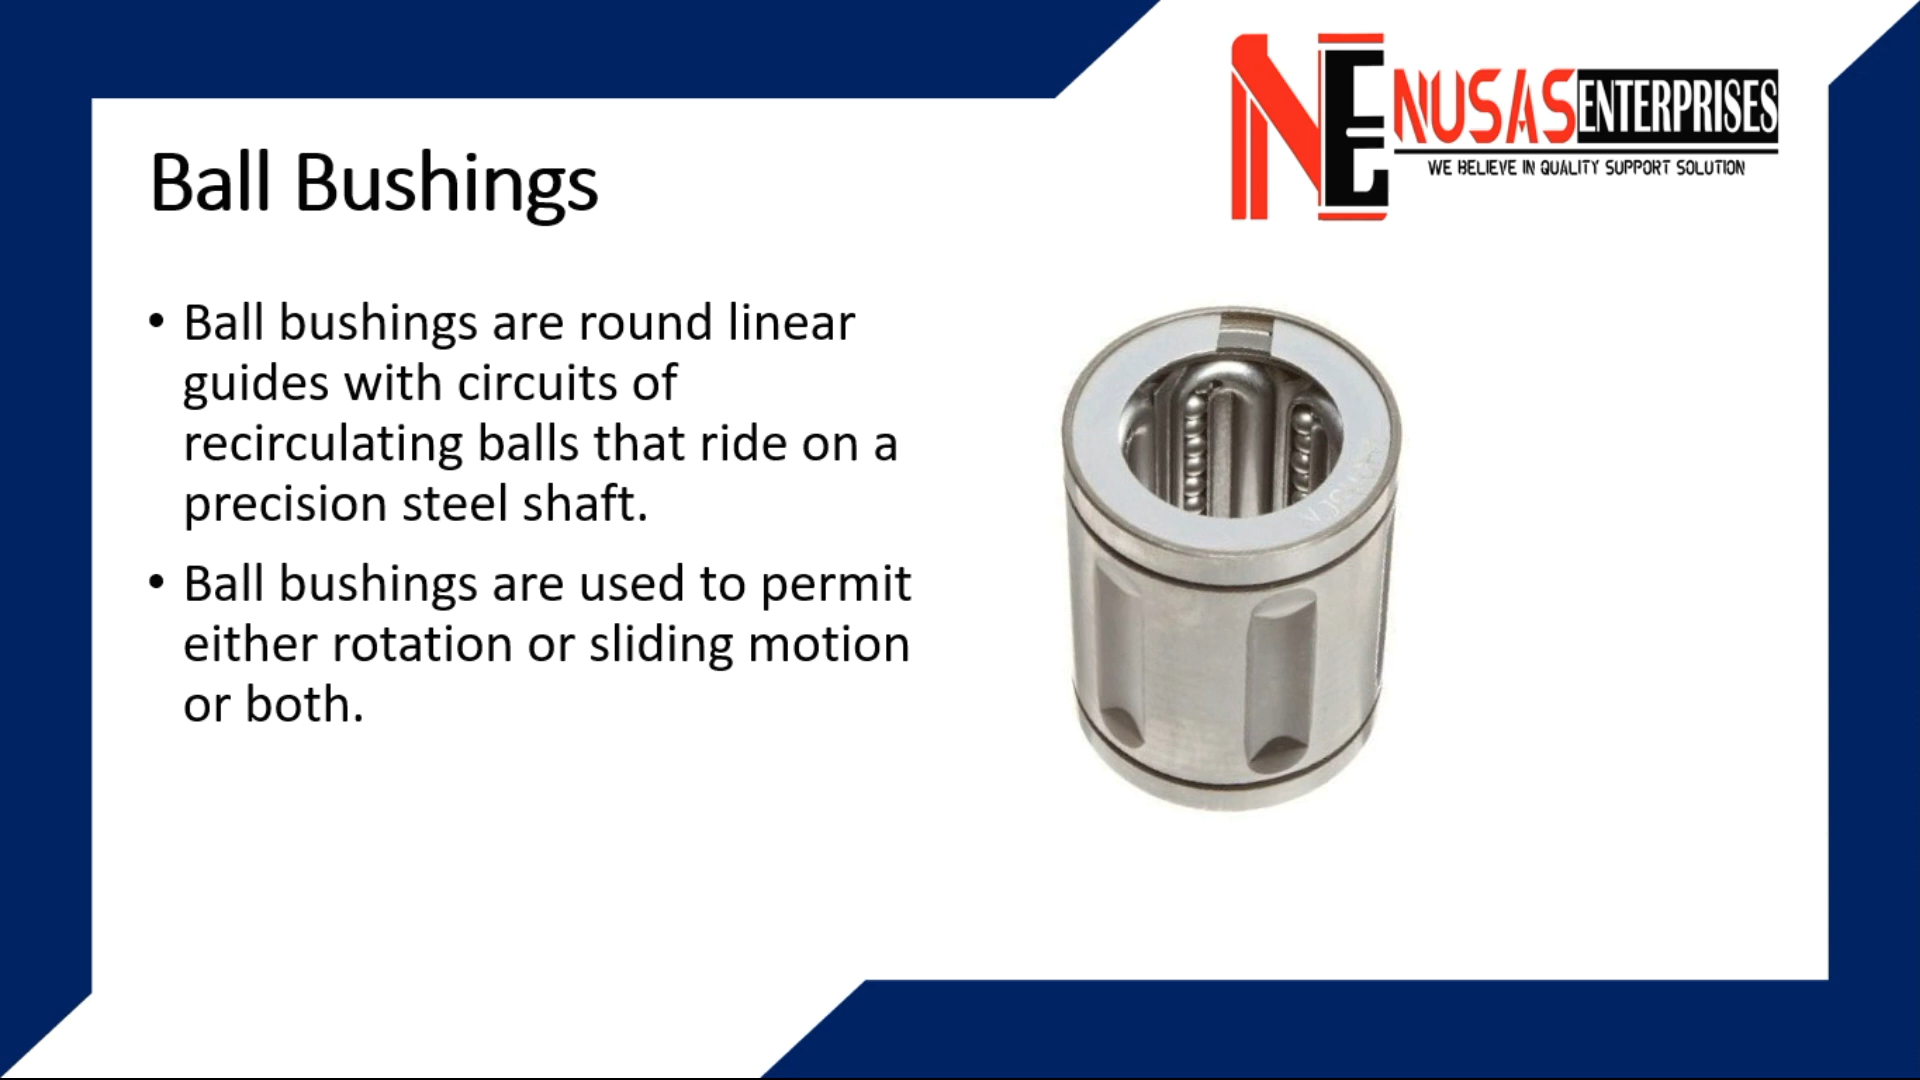 NE NUSAS ENTERPRISES
WE BELIEVE IN QUALITY SUPPORT SOLUTION
Ball Bushings
• Ball bushings are round linear
guides with circuits of
recirculating balls that ride on a
precision steel shaft.
• Ball bushings are used to permit
either rotation or sliding motion
or both.